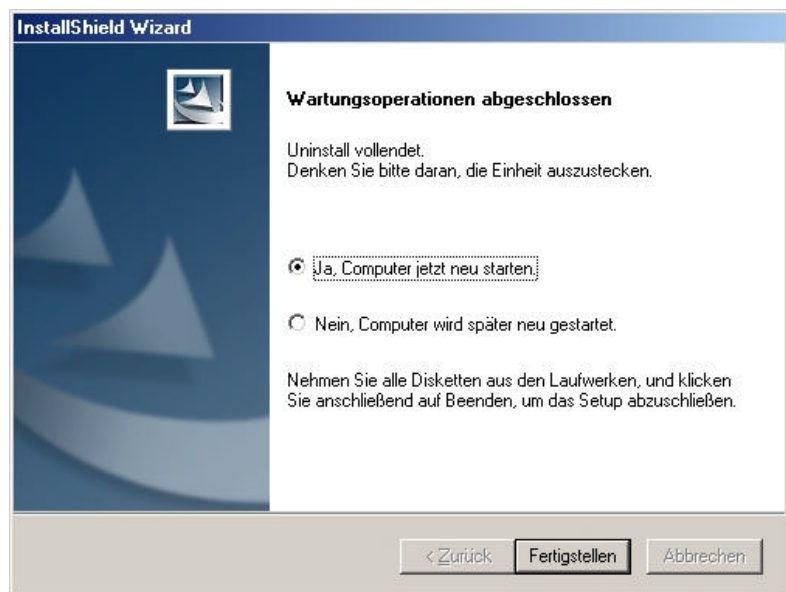 InstallShield Wizard
Wartungsoperationen abgeschlossen
Uninstall vollendet.
Denken Sie bitte daran, die Einheit auszustecken.
Ja, Computer jetzt neu starten.
Nein, Computer wird später neu gestartet.
Nehmen Sie alle Disketten aus den Laufwerken, und klicken
Sie anschließend auf Beenden, um das Setup abzuschließen.
< Zurück
Fertigstellen
Abbrechen